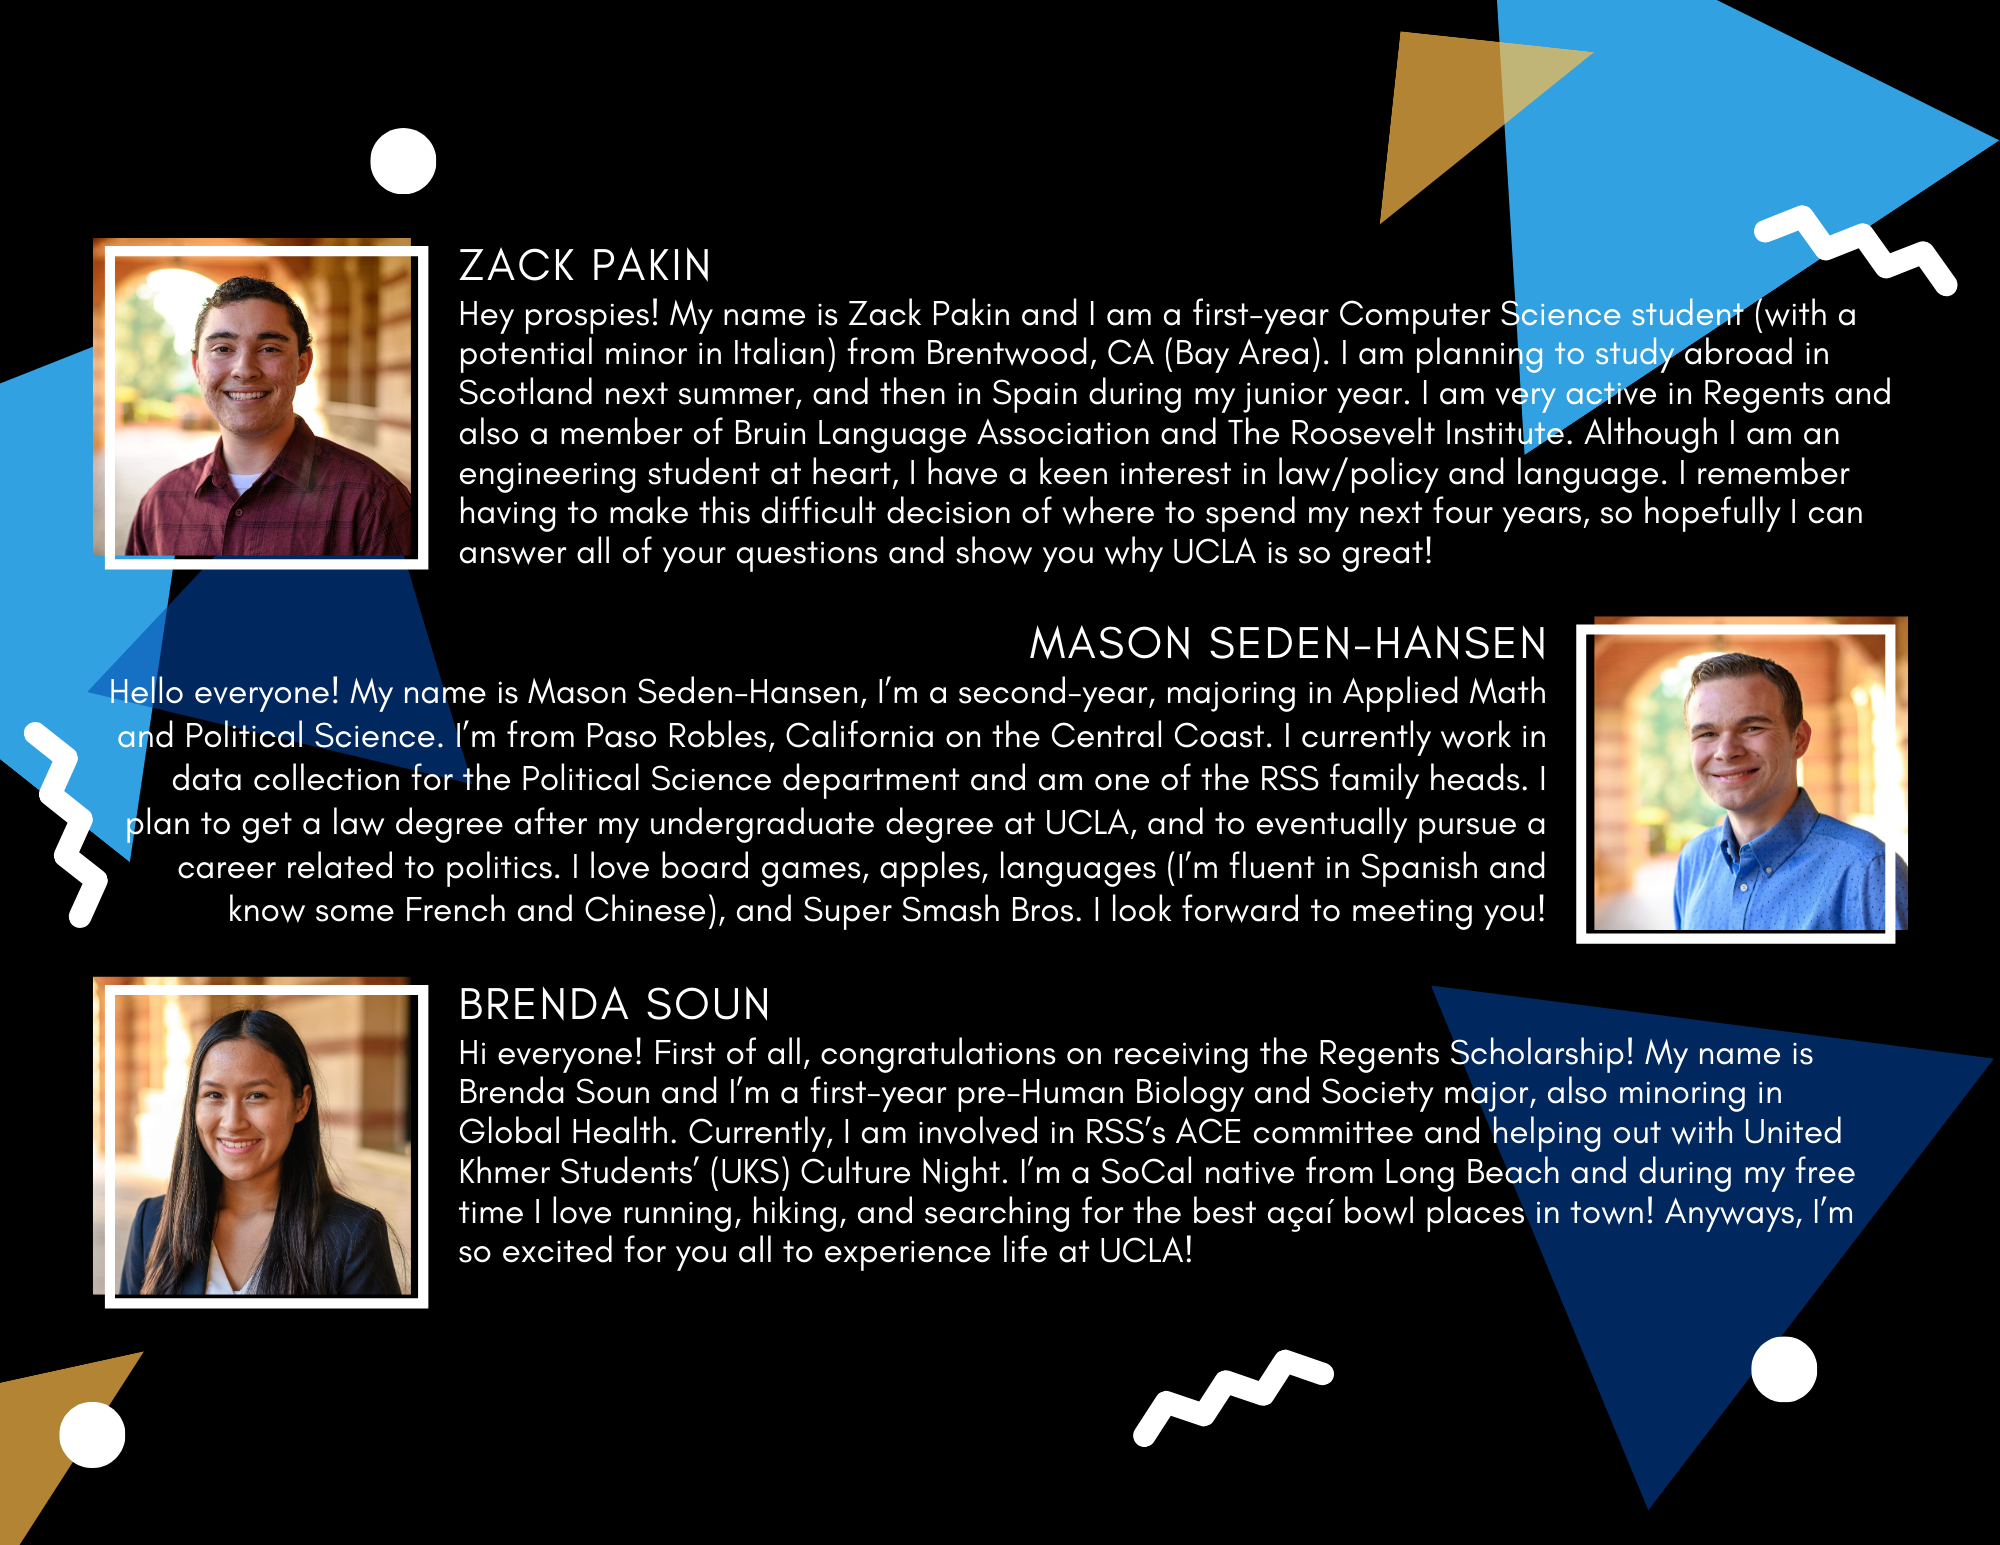 ZACK PAKIN
Hey prospies! My name is Zack Pakin and I am a first-year Computer Science student (with a
potential minor in Italian) from Brentwood, CA (Bay Area). I am planning to study abroad in
Scotland next summer, and then in Spain during my junior year. I am very active in Regents and
also a member of Bruin Language Association and The Roosevelt Institute. Although I am an
engineering student at heart, I have a keen interest in law/policy and language. I remember
having to make this difficult decision of where to spend my next four years, so hopefully I can
answer all of your questions and show you why UCLA is so great!
MASON SEDEN-HANSEN
Hello everyone! My name is Mason Seden-Hansen, I'm a second-year, majoring in Applied Math
and Political Science. I'm from Paso Robles, California on the Central Coast. I currently work in
data collection for the Political Science department and am one of the RSS family heads. I
plan to get a law degree after my undergraduate degree at UCLA, and to eventually pursue a
career related to politics. I love board games, apples, languages (I'm fluent in Spanish and
know some French and Chinese), and Super Smash Bros. I look forward to meeting you!
BRENDA SOUN
Hi everyone! First of all, congratulations on receiving the Regents Scholarship! My name is
Brenda Soun and I'm a first-year pre-Human Biology and Society major, also minoring in
Global Health. Currently, I am involved in RSS's ACE committee and helping out with United
Khmer Students' (UKS) Culture Night. I'm a SoCal native from Long Beach and during my free
time I love running, hiking, and searching for the best açaí bowl places in town! Anyways, I'm
so excited for you all to experience life at UCLA!